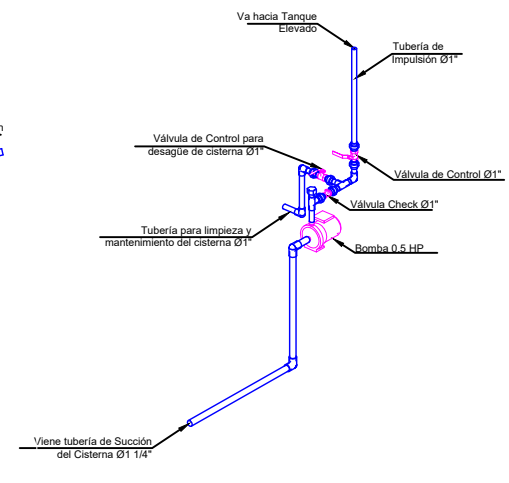 Va hacia Tanque
Elevado
Tubería de
Impulsión Ø1"
Válvula de Control para
desagüe de cisterna Ø1"
Válvula de Control Ø1"
Válvula Check Ø1"
Tubería para limpieza y
mantenimiento del cisterna Ø1"
Bomba 0.5 HP
Viene tubería de Succión
del Cisterna Ø1 1/4"